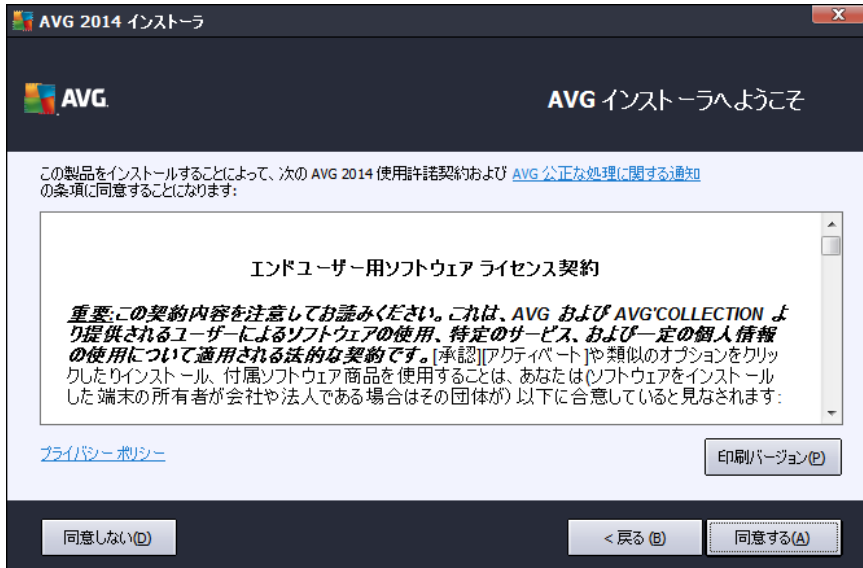 AVG 2014 インストーラ
AVG.
AVG インストーラへようこそ
この製品をインストールすることによって、次の AVG 2014 使用許諾契約および AVG 公正な処理に関する通知
の条項に同意することになります:
エンドユーザー用ソフトウェア ライセンス契約
重要:この契約内容を注意してお読みください。これは、AVG および AVG'COLLECTION よ
り提供されるユーザーによるソフトウェアの使用、特定のサービス、および一定の個人情報
の使用について適用される法的な契約です。[承認][アクティベート]や類似のオプションをクリッ
クしたりインストール、付属ソフトウェア商品を使用することは、あなたは(ソフトウェアをインストール
した端末の所有者が会社や法人である場合はその団体が) 以下に合意していると見なされます:
プライバシー ポリシー
印刷バージョン(P)
同意しない(D)
< 戻る (B)
同意する(A)